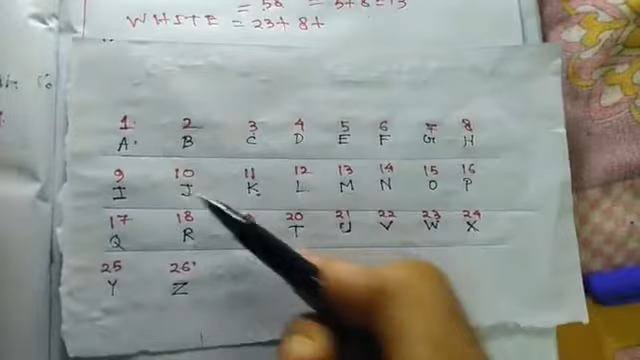 = 58 = 5+8=13
WHITE = 23+8+
1 2 3 4 5 6 7 8
A B C D E F G H
9 10 11 12 13 14 15 16
I J K L M N O P
17 18 20 21 22 23 24
Q R T U V W X
25 26
Y Z